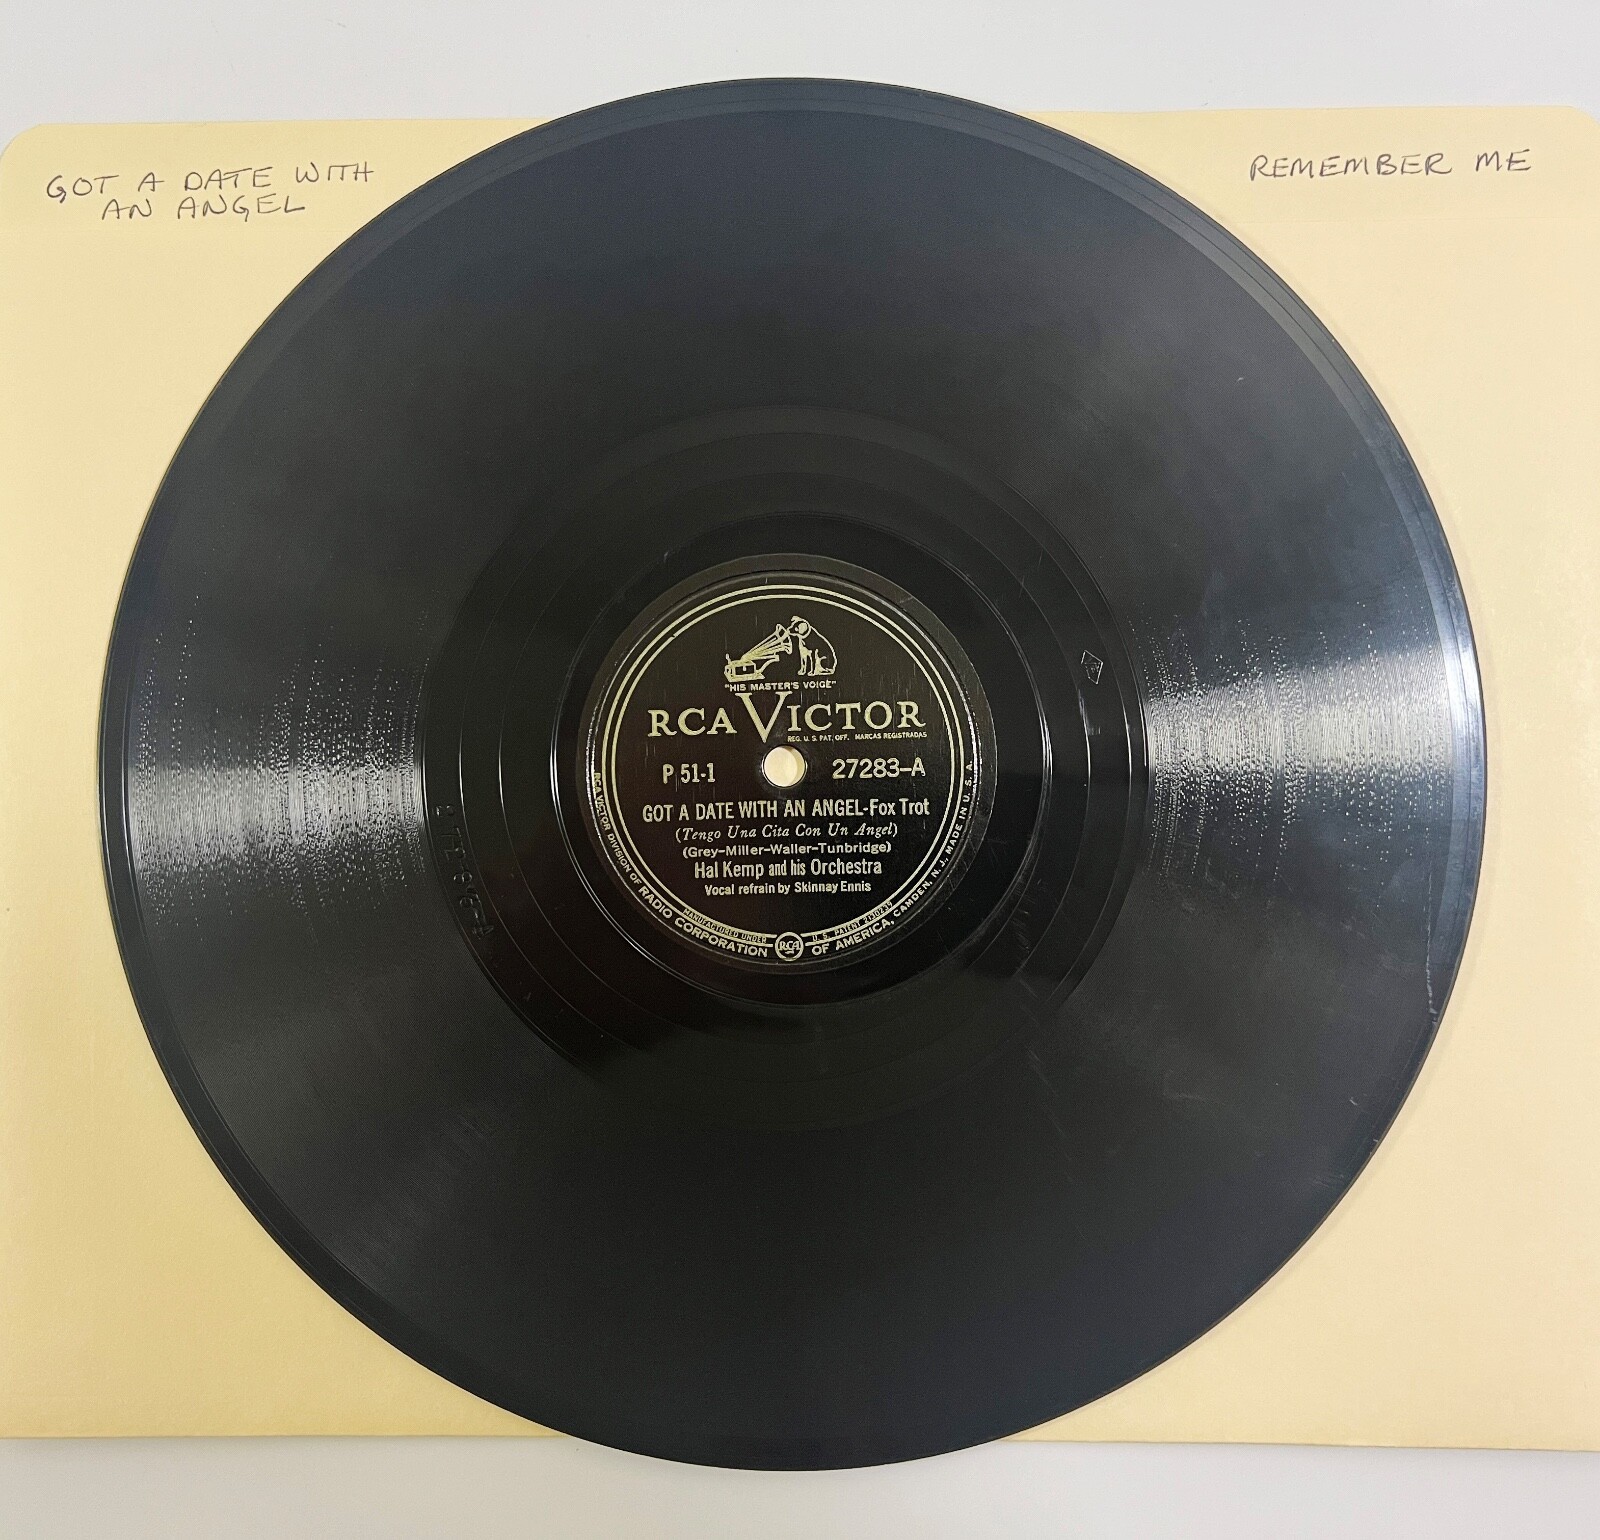 GOT A DATE WITH
AN ANGEL
REMEMBER ME
"HIS MASTER'S VOICE"
RCA VICTOR
REG. U. S. PAT. OFF. MARCAS REGISTRADAS
P 51-1
27283-A
GOT A DATE WITH AN ANGEL-Fox Trot
(Tengo Una Cita Con Un Angel)
(Grey-Miller-Waller-Tunbridge)
Hal Kemp and his Orchestra
Vocal refrain by Skinnay Ennis
MANUFACTURED UNDER
RCA
RCA VICTOR DIVISION OF RADIO CORPORATION OF AMERICA, CAMDEN, N. J., MADE IN U. S. A.